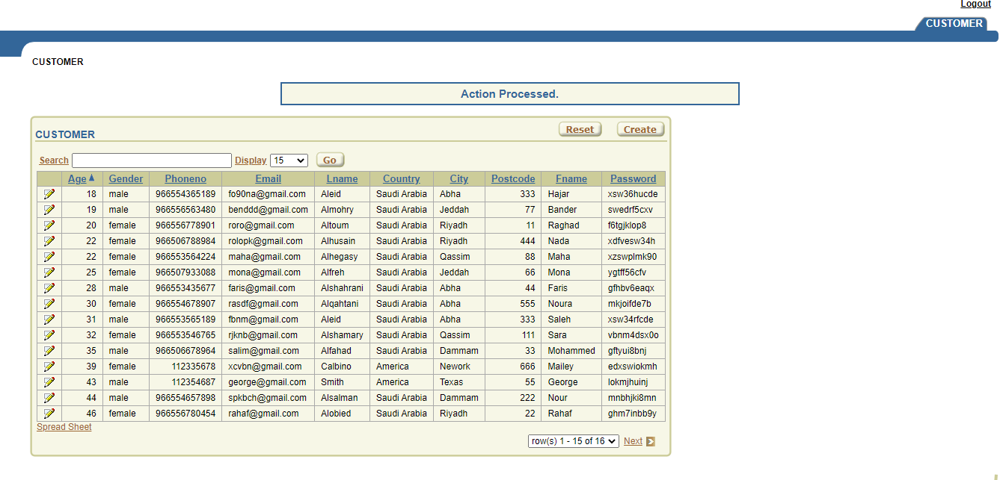 Logout
CUSTOMER
CUSTOMER
Action Processed.
CUSTOMER Reset Create
Search Display 15 Go
Age Gender Phoneno Email Lname Country City Postcode Fname Password
18 male 966554365189 fo90na@gmail.com Aleid Saudi Arabia Abha 333 Hajar xsw36hucde
19 male 966556563480 benddd@gmail.com Almohry Saudi Arabia Jeddah 77 Bander swedrf5cxv
20 female 966556778901 roro@gmail.com Altoum Saudi Arabia Riyadh 11 Raghad f6tgjklop8
22 female 966506788984 rolopk@gmail.com Alhusain Saudi Arabia Riyadh 444 Nada xdfvesw34h
22 female 966553564224 maha@gmail.com Alhegasy Saudi Arabia Qassim 88 Maha xzswplmk90
25 female 966507933088 mona@gmail.com Alfreh Saudi Arabia Jeddah 66 Mona ygtff56cfv
28 male 966553435677 faris@gmail.com Alshahrani Saudi Arabia Abha 44 Faris gfhbv6eaqx
30 female 966554678907 rasdf@gmail.com Alqahtani Saudi Arabia Abha 555 Noura mkjoifde7b
31 male 966553565189 fbnm@gmail.com Aleid Saudi Arabia Abha 333 Saleh xsw34rfcde
32 female 966553546765 rjknb@gmail.com Alshamary Saudi Arabia Qassim 111 Sara vbnm4dsx0o
35 male 966506678964 salim@gmail.com Alfahad Saudi Arabia Dammam 33 Mohammed gftyui8bnj
39 female 112335678 xcvbn@gmail.com Calbino America Nework 666 Mailey edxswiokmh
43 male 112354687 george@gmail.com Smith America Texas 55 George lokmjhuinj
44 male 966554657898 spkbch@gmail.com Alsalman Saudi Arabia Dammam 222 Nour mnbhjki8mn
46 female 966556780454 rahaf@gmail.com Alobied Saudi Arabia Riyadh 22 Rahaf ghm7inbb9y
Spread Sheet
row(s) 1 - 15 of 16 Next